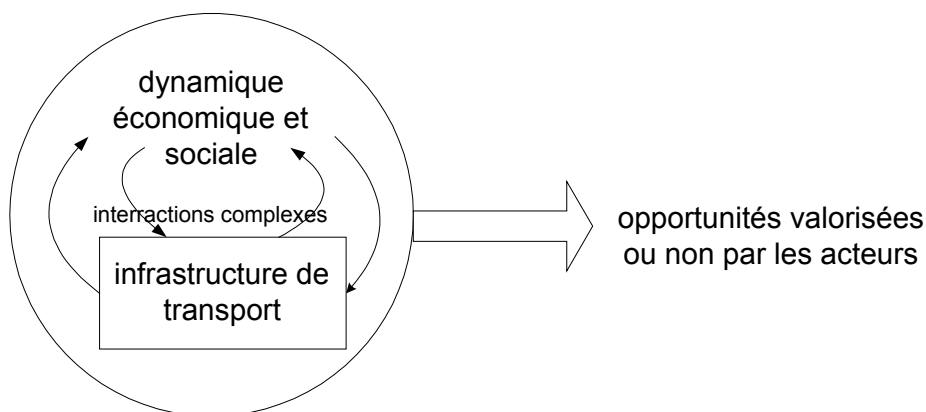 dynamique
économique et
sociale
interractions complexes
infrastructure de
transport
opportunités valorisées
ou non par les acteurs